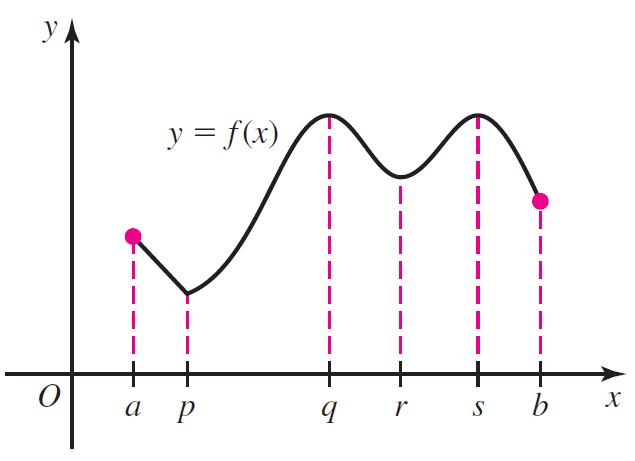 y
y = f(x)
O
a p q r s b x